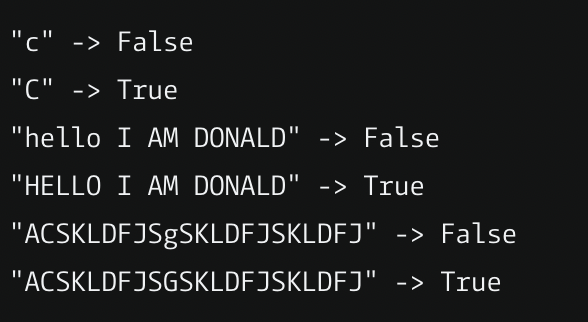 "c" -> False
"C" -> True
"hello I AM DONALD" -> False
"HELLO I AM DONALD" -> True
"ACSKLDFJSgSKLDFJSKLDFJ" -> False
"ACSKLDFJSGSKLDFJSKLDFJ" -> True